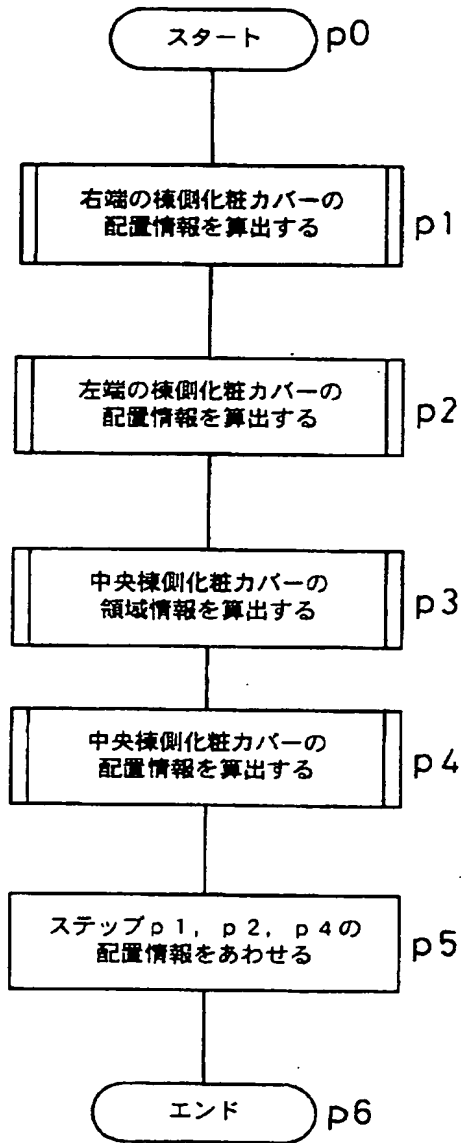 スタート p0
右端の棟側化粧カバーの
配置情報を算出する p1
左端の棟側化粧カバーの
配置情報を算出する p2
中央棟側化粧カバーの
領域情報を算出する p3
中央棟側化粧カバーの
配置情報を算出する p4
ステップp1，p2，p4の
配置情報をあわせる p5
エンド p6